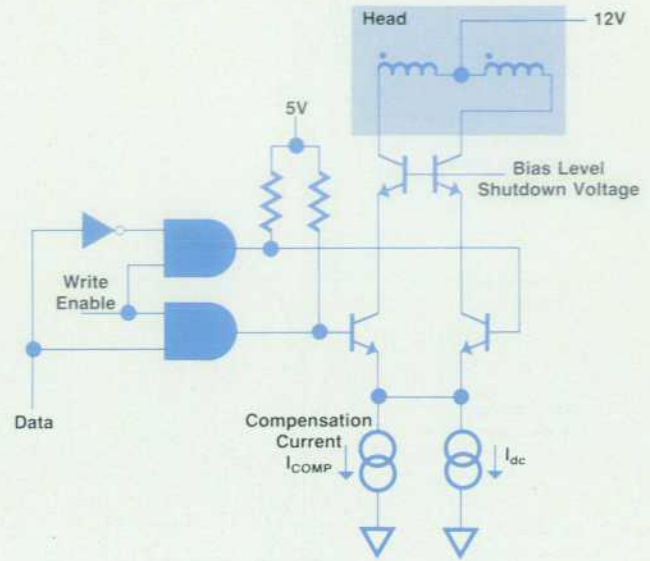 Head
12V
5V
Bias Level
Shutdown Voltage
Write
Enable
Data
Compensation
Current
I_COMP
I_dc